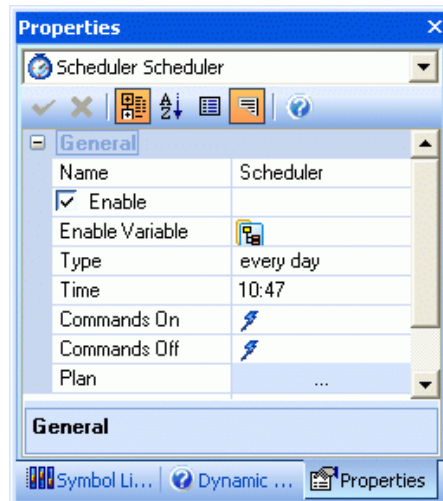 Properties
Scheduler Scheduler
General
Name Scheduler
Enable
Enable Variable
Type every day
Time 10:47
Commands On
Commands Off
Plan ...
General
Symbol Li... Dynamic ... Properties